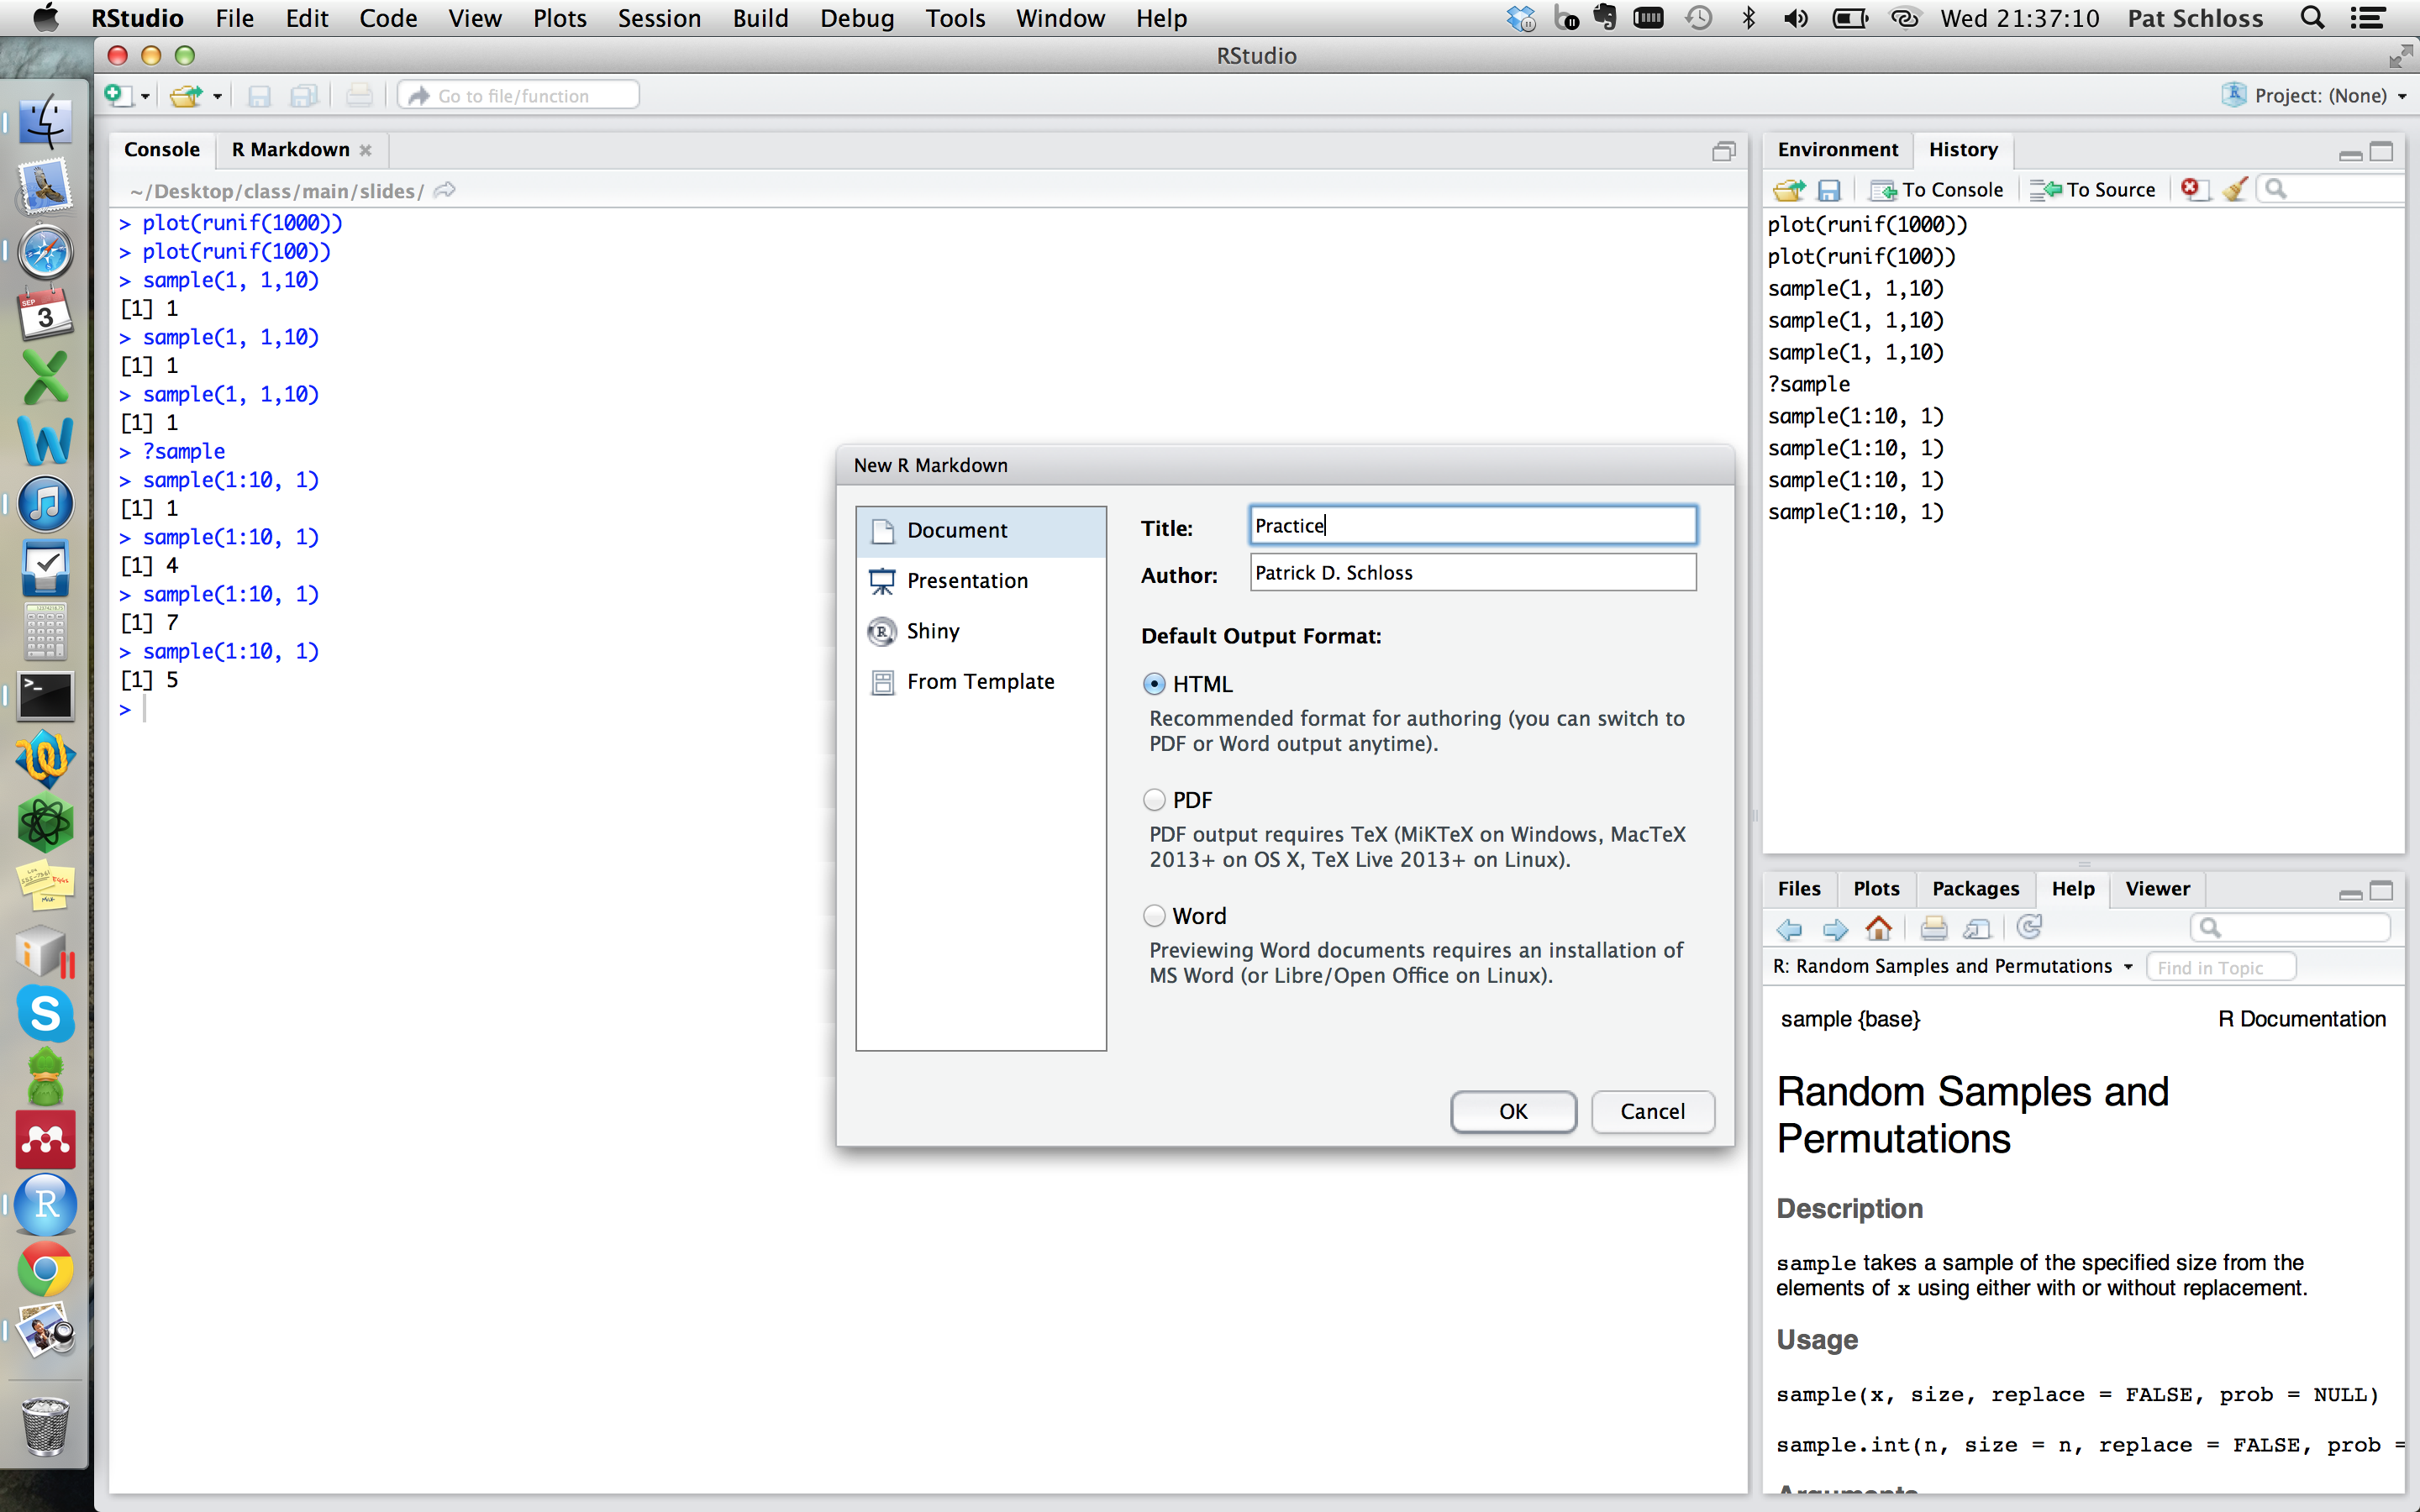 RStudio File Edit Code View Plots Session Build Debug Tools Window Help Wed 21:37:10 Pat Schloss
RStudio
Go to file/function
Project: (None)
Console R Markdown
~/Desktop/class/main/slides/
> plot(runif(1000))
> plot(runif(100))
> sample(1, 1,10)
[1] 1
> sample(1, 1,10)
[1] 1
> sample(1, 1,10)
[1] 1
> ?sample
> sample(1:10, 1)
[1] 1
> sample(1:10, 1)
[1] 4
> sample(1:10, 1)
[1] 7
> sample(1:10, 1)
[1] 5
>
New R Markdown
Document
Presentation
Shiny
From Template
Title: Practice
Author: Patrick D. Schloss
Default Output Format:
HTML
Recommended format for authoring (you can switch to
PDF or Word output anytime).
PDF
PDF output requires TeX (MiKTeX on Windows, MacTeX
2013+ on OS X, TeX Live 2013+ on Linux).
Word
Previewing Word documents requires an installation of
MS Word (or Libre/Open Office on Linux).
OK Cancel
Environment History
To Console To Source
plot(runif(1000))
plot(runif(100))
sample(1, 1,10)
sample(1, 1,10)
sample(1, 1,10)
?sample
sample(1:10, 1)
sample(1:10, 1)
sample(1:10, 1)
sample(1:10, 1)
Files Plots Packages Help Viewer
R: Random Samples and Permutations Find in Topic
sample {base} R Documentation
Random Samples and
Permutations
Description
sample takes a sample of the specified size from the
elements of x using either with or without replacement.
Usage
sample(x, size, replace = FALSE, prob = NULL)
sample.int(n, size = n, replace = FALSE, prob =
Arguments
SEP
3